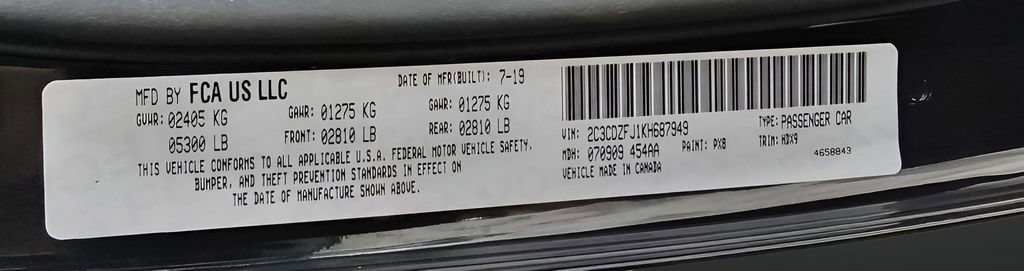 MFD BY FCA US LLC
DATE OF MFR(BUILT): 7-19
GVWR: 02405 KG
05300 LB
GAWR: 01275 KG
FRONT: 02810 LB
GAWR: 01275 KG
REAR: 02810 LB
THIS VEHICLE CONFORMS TO ALL APPLICABLE U.S.A. FEDERAL MOTOR VEHICLE SAFETY,
BUMPER, AND THEFT PREVENTION STANDARDS IN EFFECT ON
THE DATE OF MANUFACTURE SHOWN ABOVE.
VIN: 2C3CDZFJ1KH687949
TYPE: PASSENGER CAR
MDH: 070909 454AA
PAINT: PX8
TRIM: HDX9
VEHICLE MADE IN CANADA
4658843